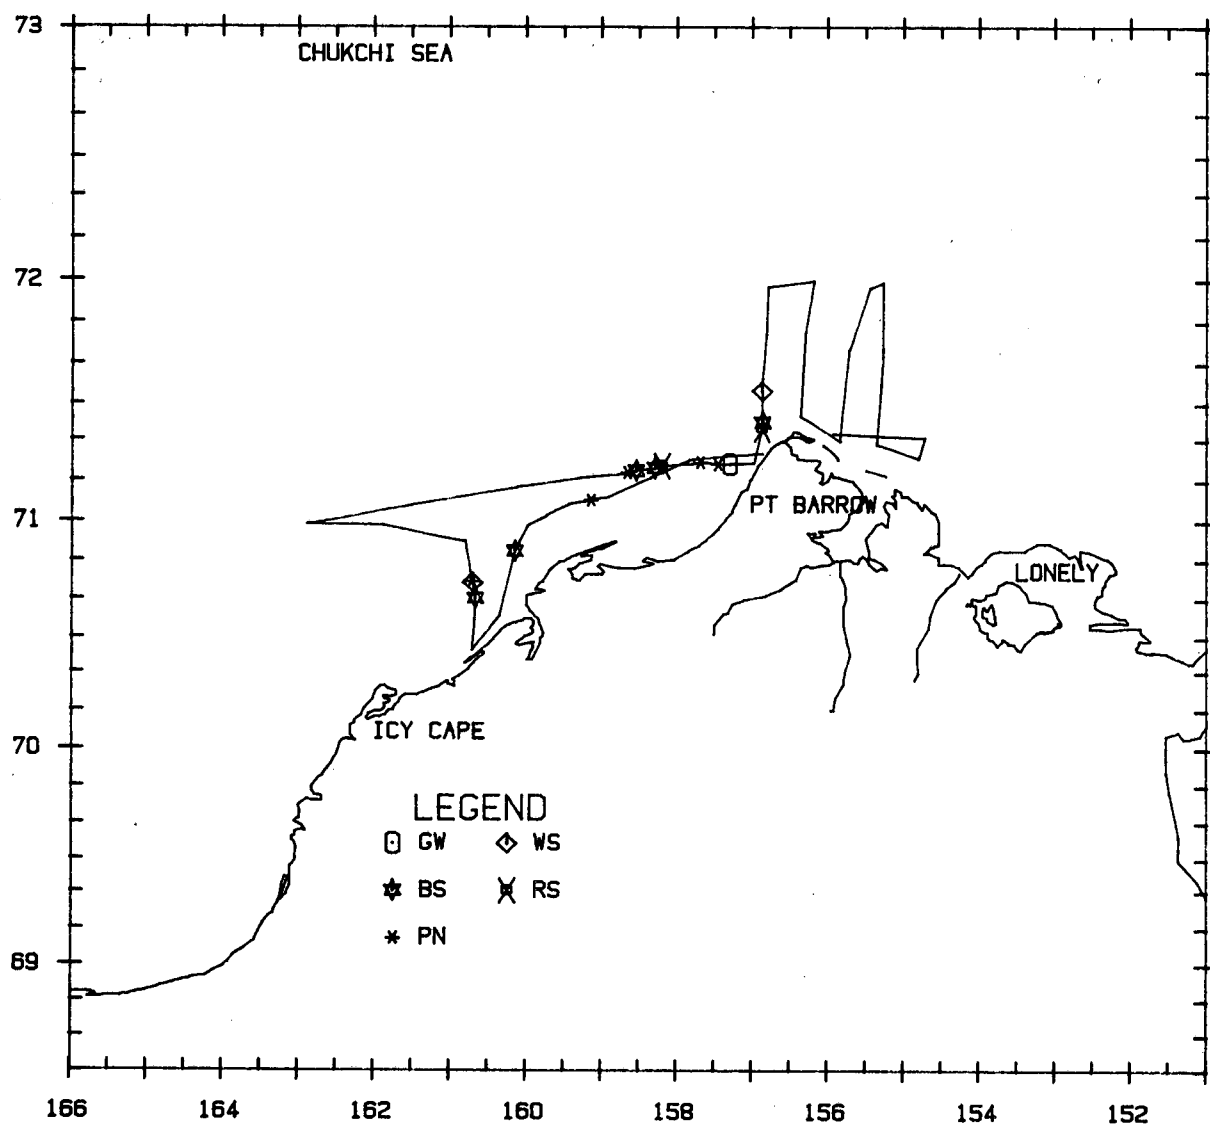 73
CHUKCHI SEA
72
71
PT BARROW
LONELY
70
ICY CAPE
LEGEND
GW WS
BS RS
PN
69
166 164 162 160 158 156 154 152